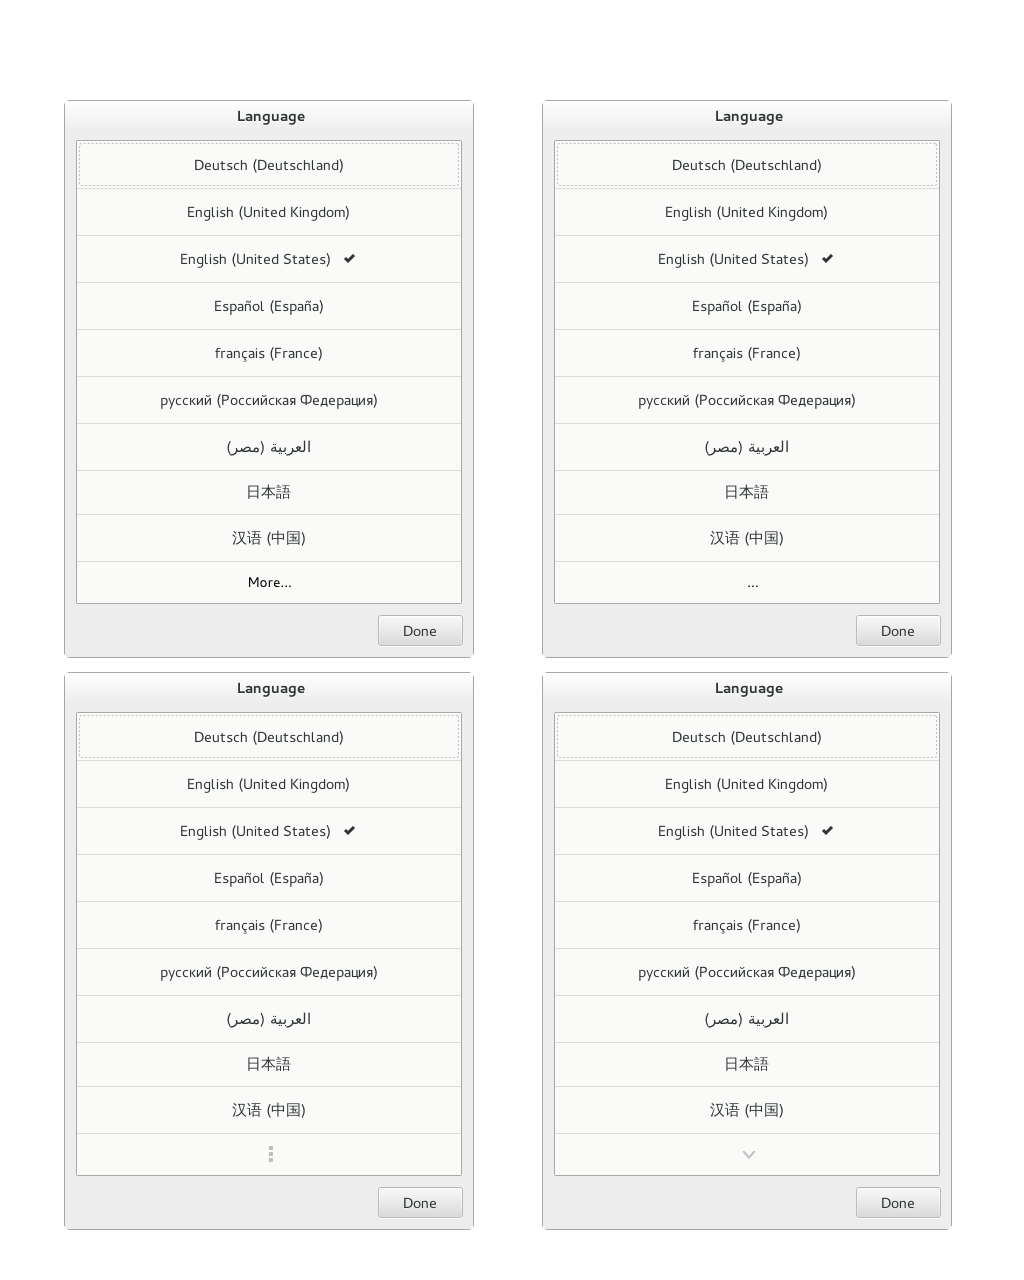 Language
Deutsch (Deutschland)
English (United Kingdom)
English (United States)
Español (España)
français (France)
русский (Российская Федерация)
العربية (مصر)
日本語
汉语 (中国)
More...
Done
Language
Deutsch (Deutschland)
English (United Kingdom)
English (United States)
Español (España)
français (France)
русский (Российская Федерация)
العربية (مصر)
日本語
汉语 (中国)
...
Done
Language
Deutsch (Deutschland)
English (United Kingdom)
English (United States)
Español (España)
français (France)
русский (Российская Федерация)
العربية (مصر)
日本語
汉语 (中国)
Done
Language
Deutsch (Deutschland)
English (United Kingdom)
English (United States)
Español (España)
français (France)
русский (Российская Федерация)
العربية (مصر)
日本語
汉语 (中国)
Done